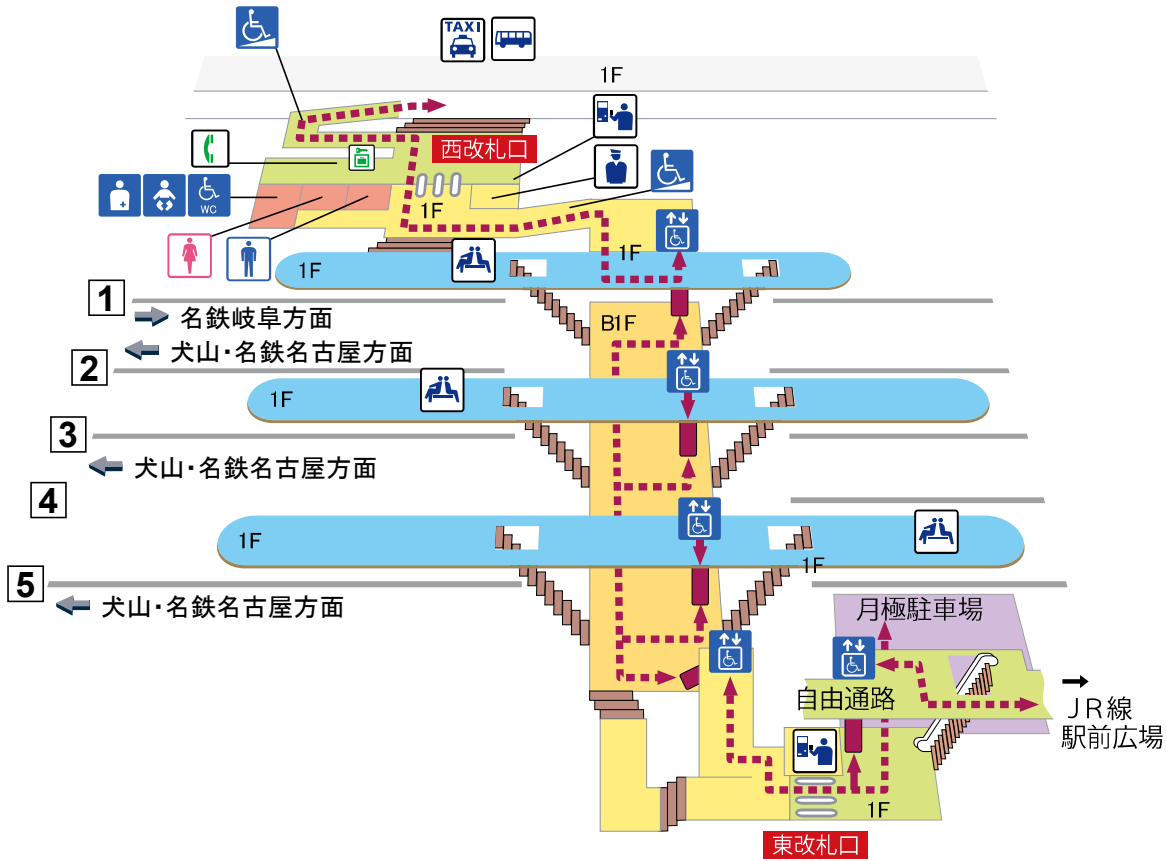 TAXI
1F
西改札口
WC
1F
1F
1F
1
名鉄岐阜方面
B1F
犬山・名鉄名古屋方面
2
1F
3
犬山・名鉄名古屋方面
4
1F
1F
5
犬山・名鉄名古屋方面
月極駐車場
自由通路
→
JR線
駅前広場
1F
東改札口